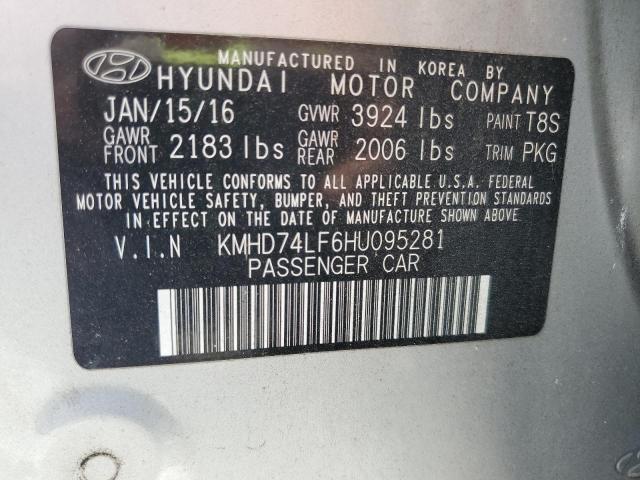 MANUFACTURED IN KOREA BY
HYUNDAI MOTOR COMPANY
JAN/15/16 GVWR 3924 lbs PAINT T8S
GAWR FRONT 2183 lbs GAWR REAR 2006 lbs TRIM PKG
THIS VEHICLE CONFORMS TO ALL APPLICABLE U.S.A. FEDERAL
MOTOR VEHICLE SAFETY, BUMPER, AND THEFT PREVENTION STANDARDS
IN EFFECT ON THE DATE OF MANUFACTURE SHOWN ABOVE.
V.I.N KMHD74LF6HU095281
PASSENGER CAR